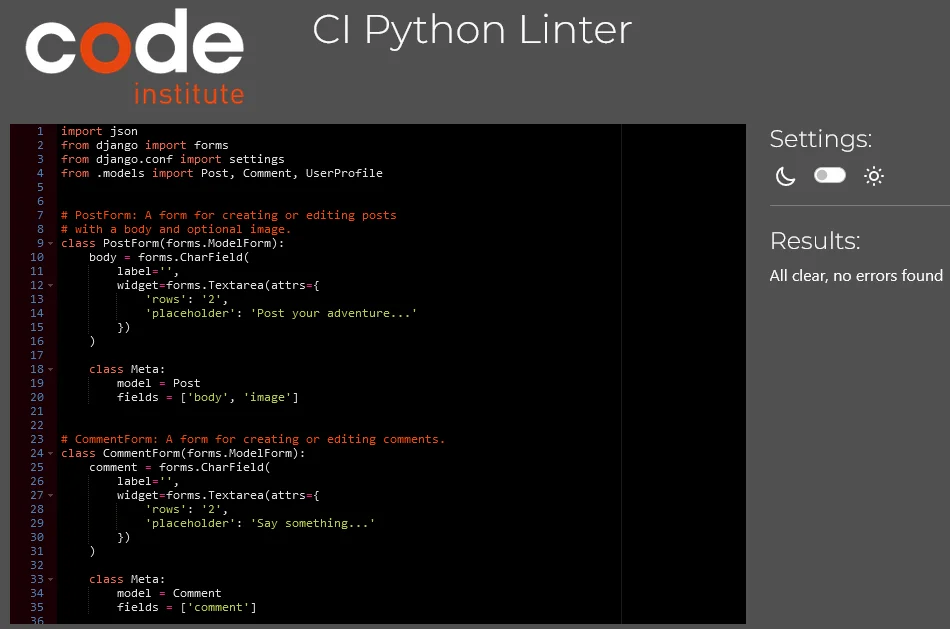 code
institute
CI Python Linter
1 import json
2 from django import forms
3 from django.conf import settings
4 from .models import Post, Comment, UserProfile
5
6
7 # PostForm: A form for creating or editing posts
8 # with a body and optional image.
9 class PostForm(forms.ModelForm):
10     body = forms.CharField(
11         label='',
12         widget=forms.Textarea(attrs={
13             'rows': '2',
14             'placeholder': 'Post your adventure...'
15         })
16     )
17
18     class Meta:
19         model = Post
20         fields = ['body', 'image']
21
22
23 # CommentForm: A form for creating or editing comments.
24 class CommentForm(forms.ModelForm):
25     comment = forms.CharField(
26         label='',
27         widget=forms.Textarea(attrs={
28             'rows': '2',
29             'placeholder': 'Say something...'
30         })
31     )
32
33     class Meta:
34         model = Comment
35         fields = ['comment']
36
Settings:
Results:
All clear, no errors found